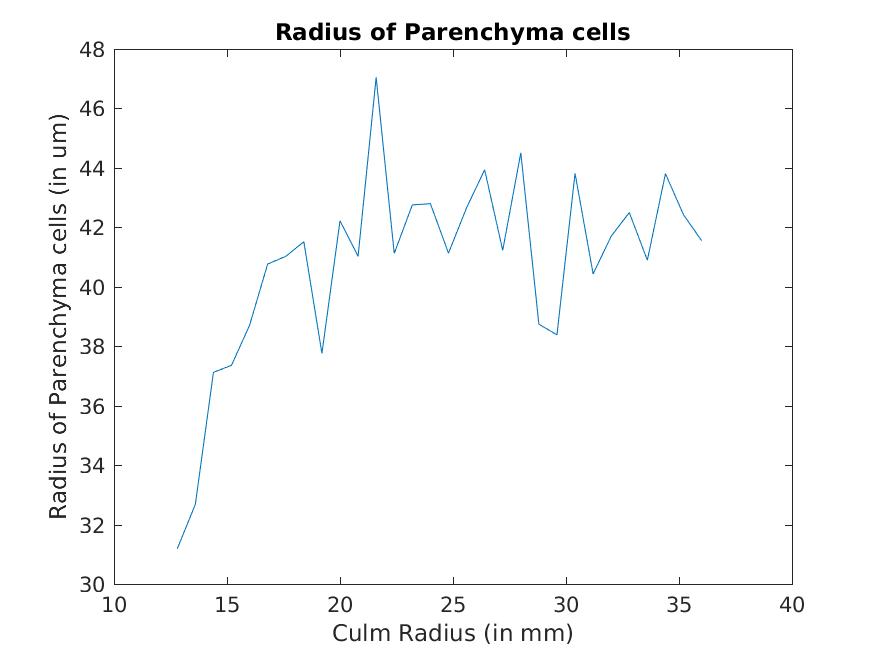 Radius of Parenchyma cells
Radius of Parenchyma cells (in um)
48
46
44
42
40
38
36
34
32
30
10 15 20 25 30 35 40
Culm Radius (in mm)